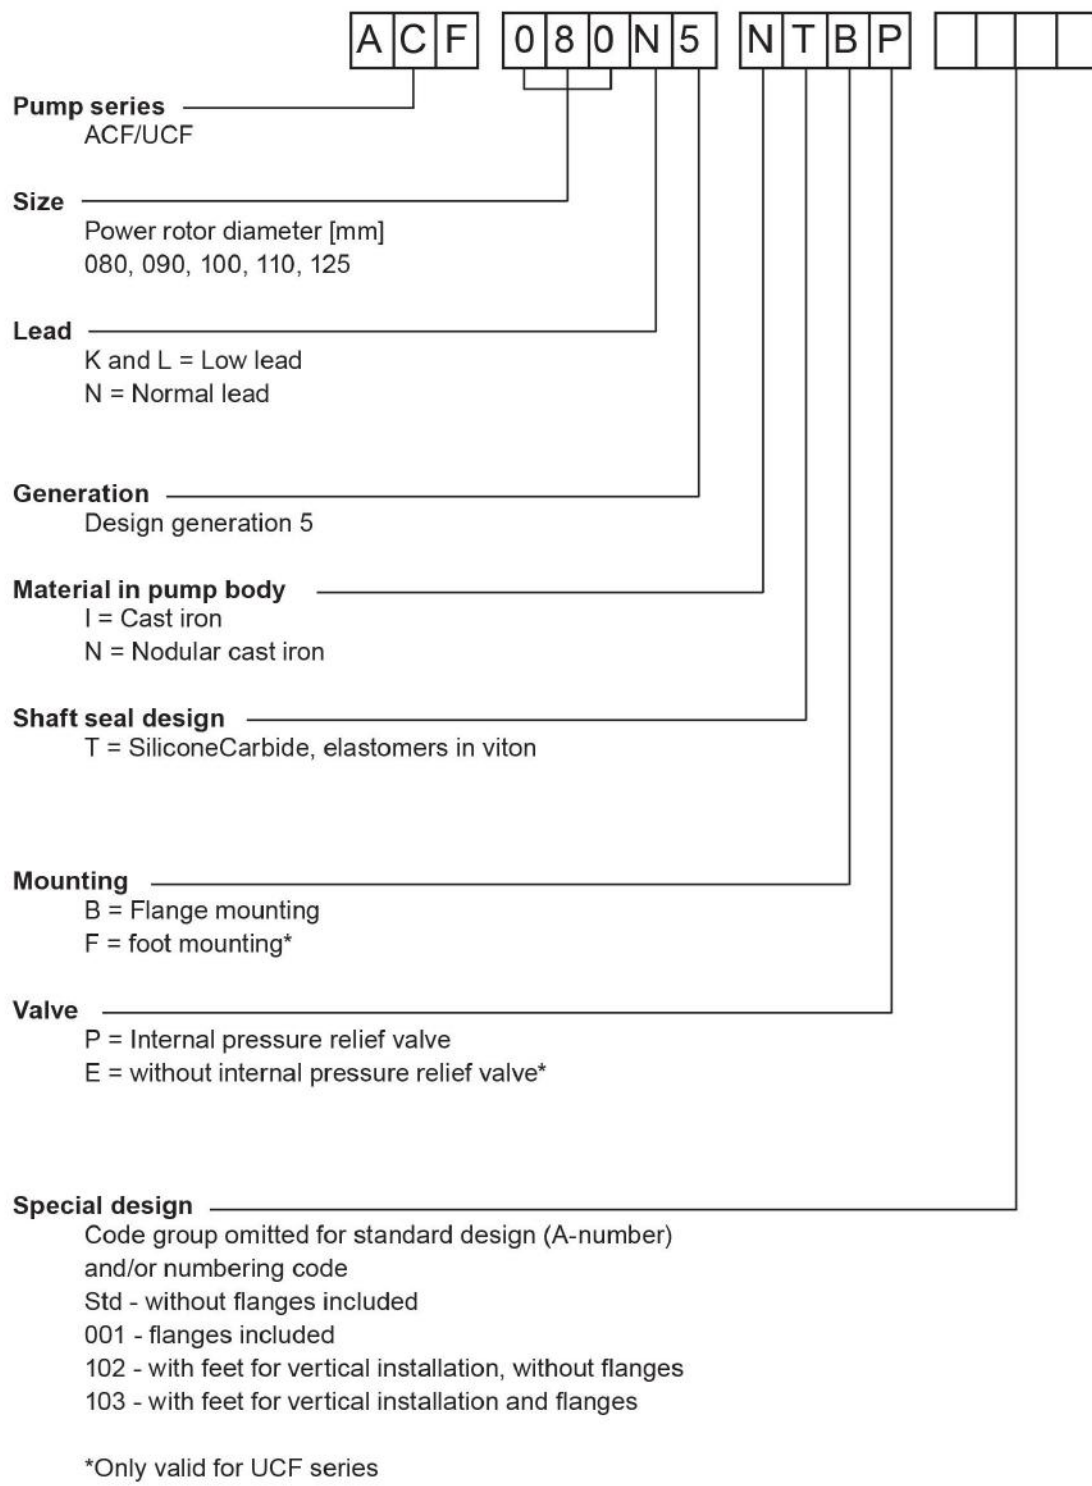 ACF 080N5 NTBP
Pump series
ACF/UCF
Size
Power rotor diameter [mm]
080, 090, 100, 110, 125
Lead
K and L = Low lead
N = Normal lead
Generation
Design generation 5
Material in pump body
I = Cast iron
N = Nodular cast iron
Shaft seal design
T = SiliconeCarbide, elastomers in viton
Mounting
B = Flange mounting
F = foot mounting*
Valve
P = Internal pressure relief valve
E = without internal pressure relief valve*
Special design
Code group omitted for standard design (A-number)
and/or numbering code
Std - without flanges included
001 - flanges included
102 - with feet for vertical installation, without flanges
103 - with feet for vertical installation and flanges
*Only valid for UCF series